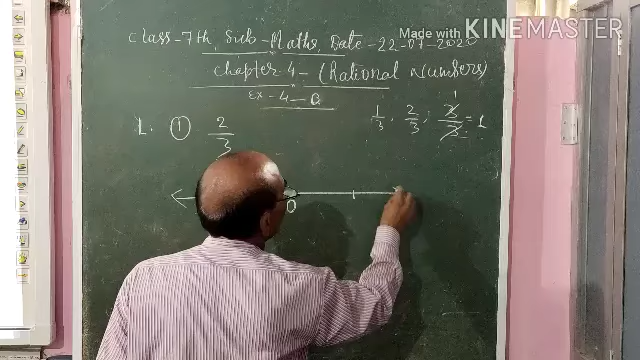 Made with KINEMASTER
Class-7th, Sub-Maths, Date-22-07-2020
Chapter 4-(Rational Numbers)
Ex-4-B
1. ① 2/3
1/3, 2/3, 3/3 = 1
1
0